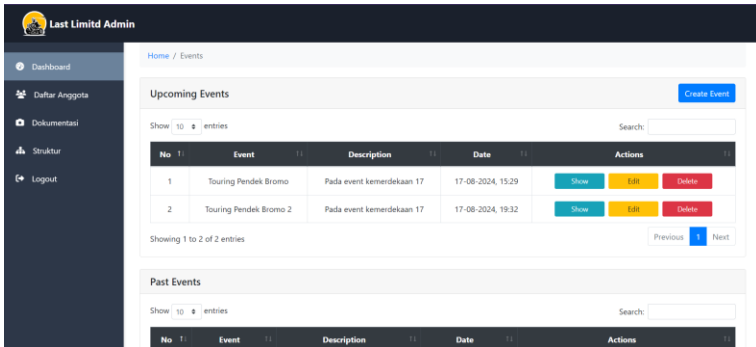 Last Limitd Admin
Home / Events
Dashboard
Daftar Anggota
Dokumentasi
Struktur
Logout
Upcoming Events
Create Event
Show 10 entries
Search:
No Event Description Date Actions
1 Touring Pendek Bromo Pada event kemerdekaan 17 17-08-2024, 15:29 Show Edit Delete
2 Touring Pendek Bromo 2 Pada event kemerdekaan 17 17-08-2024, 19:32 Show Edit Delete
Showing 1 to 2 of 2 entries
Previous 1 Next
Past Events
Show 10 entries
Search:
No Event Description Date Actions